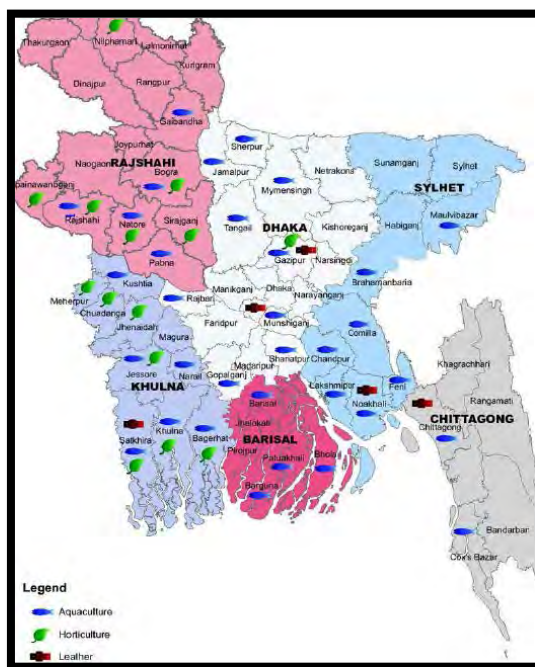 Nilphamari
Thakurgaon
Lalmonirhat
Kurigram
Dinajpur
Rangpur
Gaibandha
Joypurhat
Sherpur
RAJSHAHI
Naogaon
Bogra
Jamalpur
Netrakona
Sunamganj
Sylhet
SYLHET
Mymensingh
Rajshahi
Natore
Sirajganj
Tangail
DHAKA
Kishoreganj
Habiganj
Maulvibazar
Pabna
Gazipur
Narsingdi
Kushtia
Brahamanbaria
Meherpur
Chuadanga
Rajbari
Manikganj
Dhaka
Narayanganj
Jhenaidah
Faridpur
Munshiganj
Comilla
Magura
Khagrachhari
Jessore
Narail
Gopalganj
Madaripur
Shariatpur
Chandpur
KHULNA
Lakshmipur
Feni
Rangamati
Barisal
Noakhali
CHITTAGONG
Satkhira
Khulna
Bagerhat
Jhalokati
BARISAL
Pirojpur
Bhola
Chittagong
Patuakhali
Barguna
Bandarban
Cox's Bazar
Legend
Aquaculture
Horticulture
Leather